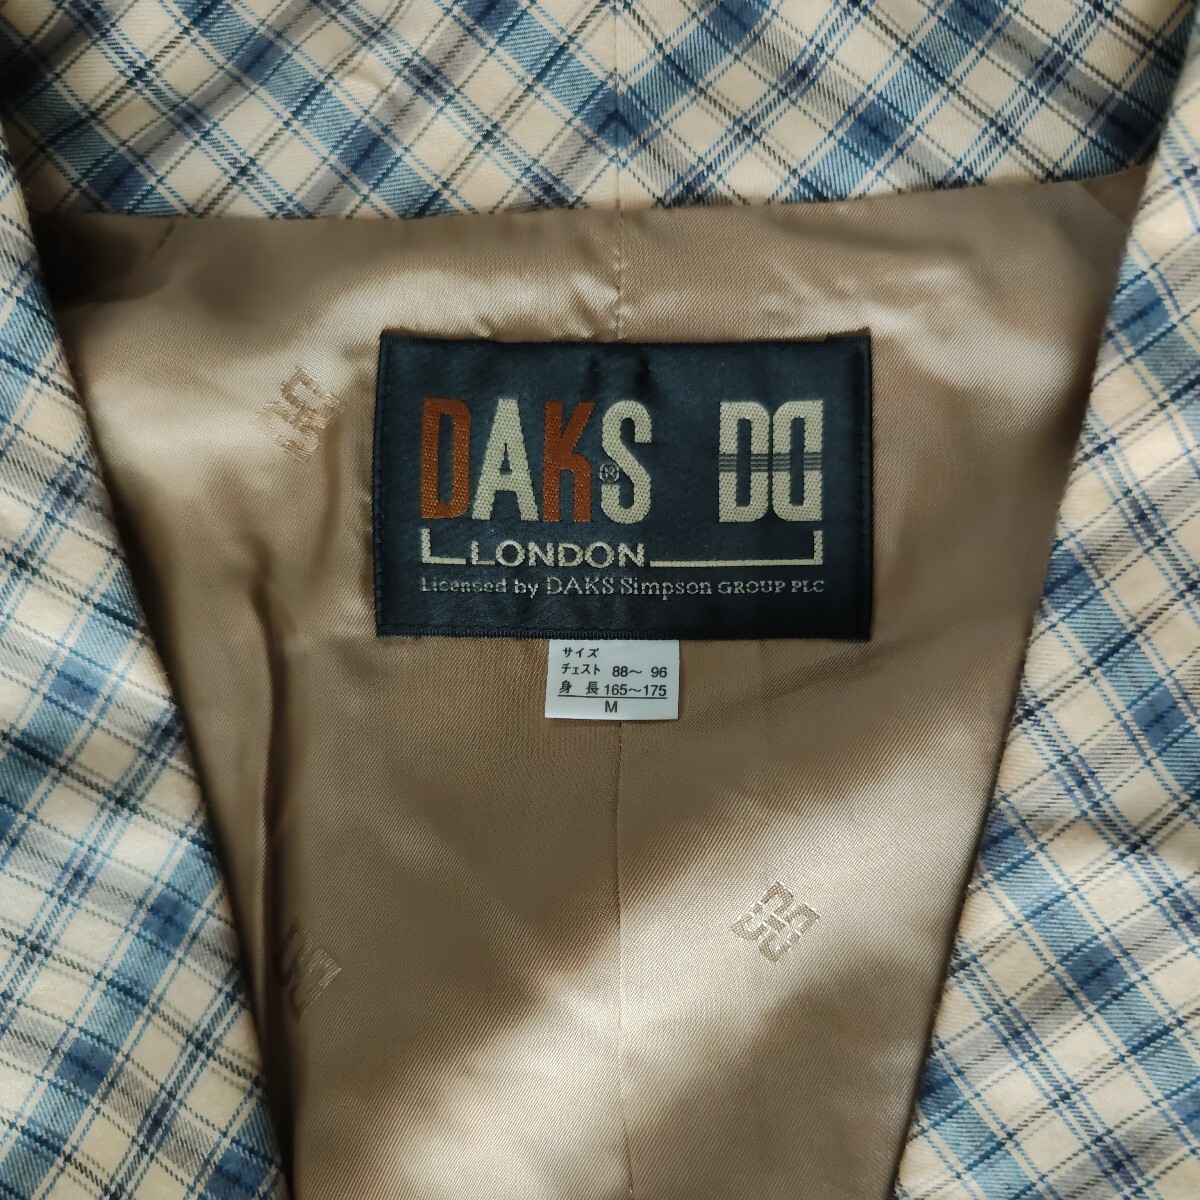 DAKS® DD
LONDON
Licensed by DAKS Simpson GROUP PLC
サイズ
チェスト 88〜 96
身 長 165〜175
M